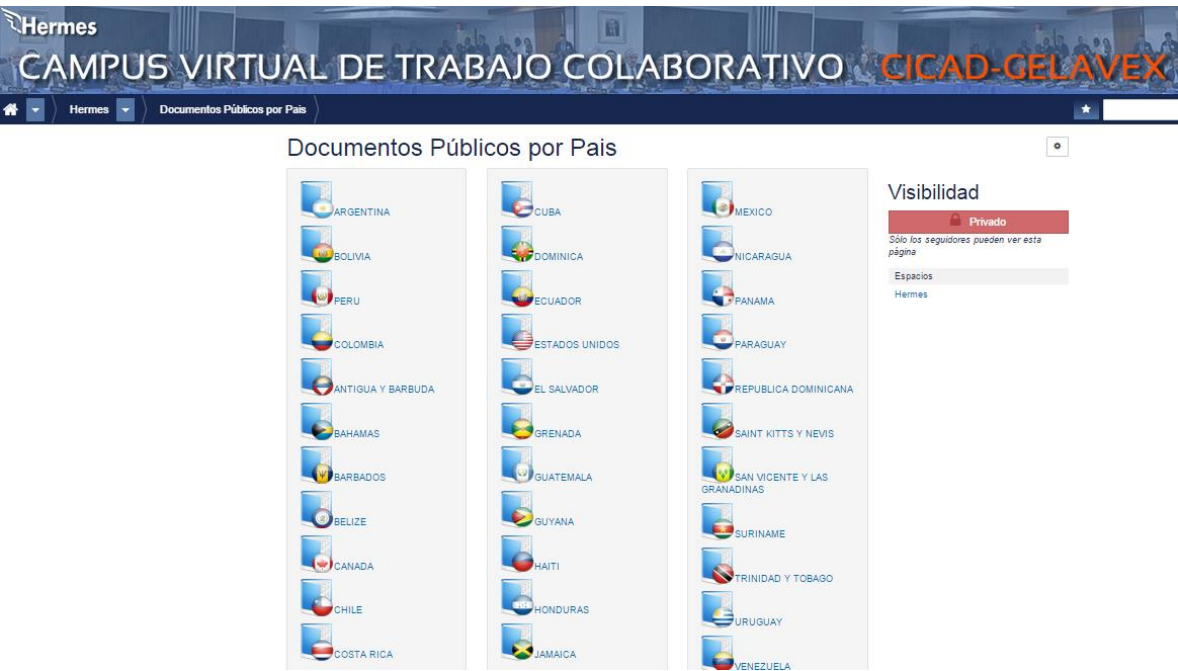 Hermes
CAMPUS VIRTUAL DE TRABAJO COLABORATIVO CICAD-GELAVEX
Hermes
Documentos Públicos por Pais
Documentos Públicos por Pais
ARGENTINA
BOLIVIA
PERU
COLOMBIA
ANTIGUA Y BARBUDA
BAHAMAS
BARBADOS
BELIZE
CANADA
CHILE
COSTA RICA
CUBA
DOMINICA
ECUADOR
ESTADOS UNIDOS
EL SALVADOR
GRENADA
GUATEMALA
GUYANA
HAITI
HONDURAS
JAMAICA
MEXICO
NICARAGUA
PANAMA
PARAGUAY
REPUBLICA DOMINICANA
SAINT KITTS Y NEVIS
SAN VICENTE Y LAS
GRANADINAS
SURINAME
TRINIDAD Y TOBAGO
URUGUAY
VENEZUELA
Visibilidad
Privado
Sólo los seguidores pueden ver esta
página
Espacios
Hermes